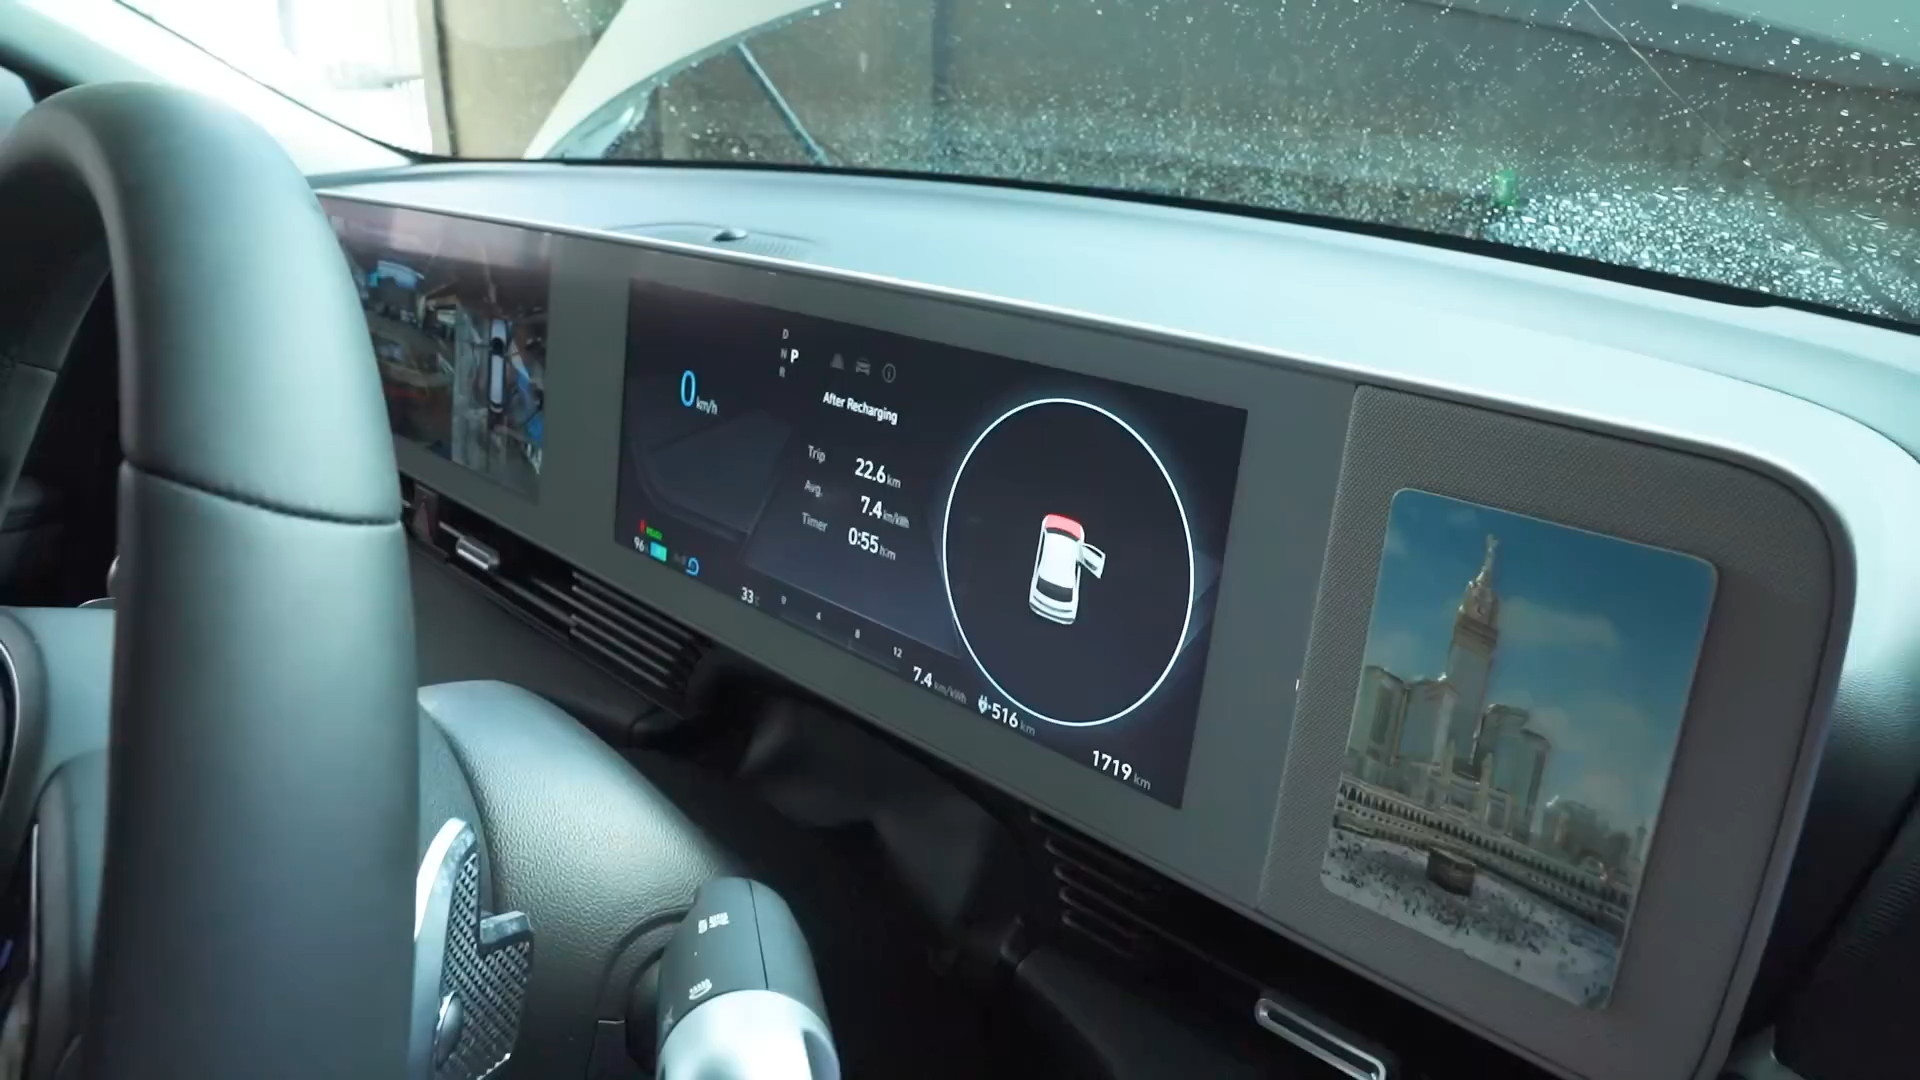 0 km/h
D
N P
R
After Recharging
Trip 22.6 km
Avg. 7.4 km/kWh
Timer 0:55 h:m
READY
96
33
0 4 8 12
7.4 km/kWh
516 km
1719 km